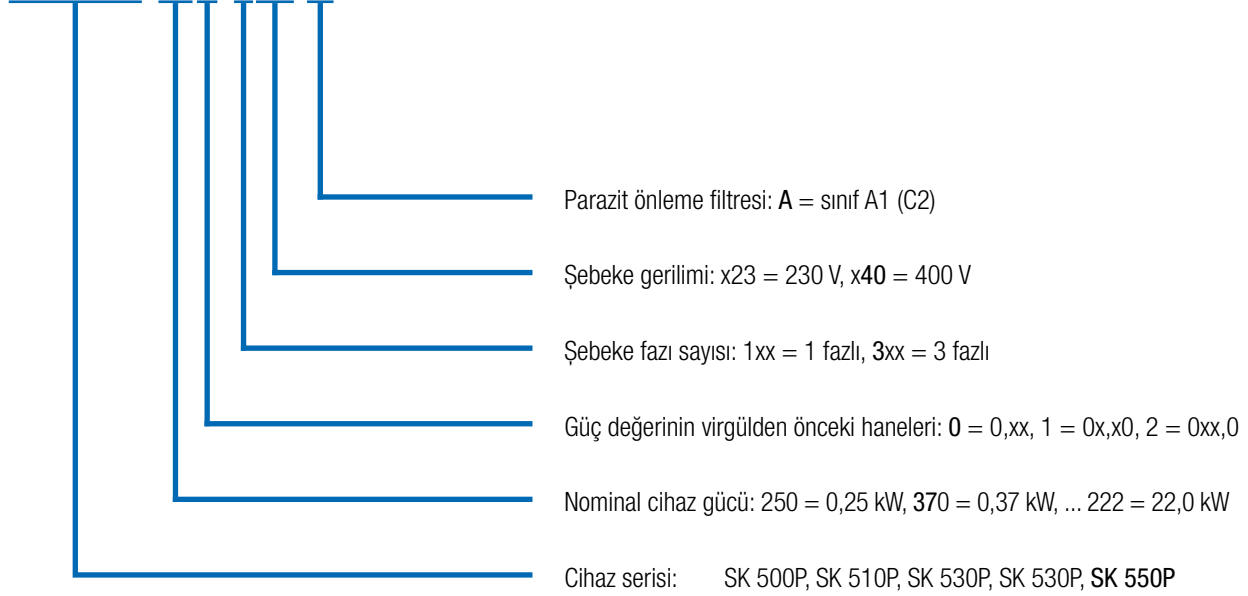 Parazit önleme filtresi: A = sınıf A1 (C2)
Şebeke gerilimi: x23 = 230 V, x40 = 400 V
Şebeke fazı sayısı: 1xx = 1 fazlı, 3xx = 3 fazlı
Güç değerinin virgülden önceki haneleri: 0 = 0,xx, 1 = 0x,x0, 2 = 0xx,0
Nominal cihaz gücü: 250 = 0,25 kW, 370 = 0,37 kW, ... 222 = 22,0 kW
Cihaz serisi: SK 500P, SK 510P, SK 530P, SK 530P, SK 550P